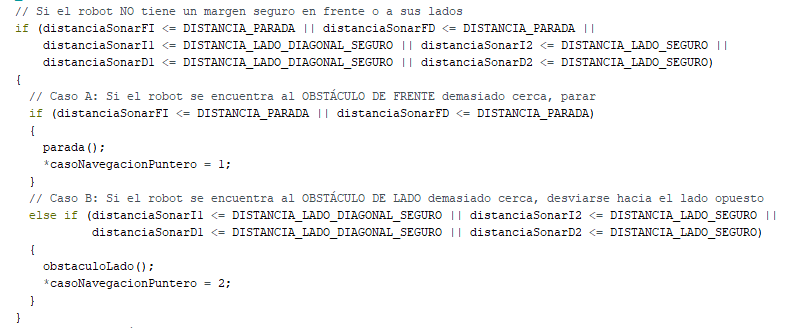 // Si el robot NO tiene un margen seguro en frente o a sus lados
if (distanciaSonarFI <= DISTANCIA_PARADA || distanciaSonarFD <= DISTANCIA_PARADA ||
    distanciaSonarI1 <= DISTANCIA_LADO_DIAGONAL_SEGURO || distanciaSonarI2 <= DISTANCIA_LADO_SEGURO ||
    distanciaSonarD1 <= DISTANCIA_LADO_DIAGONAL_SEGURO || distanciaSonarD2 <= DISTANCIA_LADO_SEGURO)
{
  // Caso A: Si el robot se encuentra al OBSTÁCULO DE FRENTE demasiado cerca, parar
  if (distanciaSonarFI <= DISTANCIA_PARADA || distanciaSonarFD <= DISTANCIA_PARADA)
  {
    parada();
    *casoNavegacionPuntero = 1;
  }
  // Caso B: Si el robot se encuentra al OBSTÁCULO DE LADO demasiado cerca, desviarse hacia el lado opuesto
  else if (distanciaSonarI1 <= DISTANCIA_LADO_DIAGONAL_SEGURO || distanciaSonarI2 <= DISTANCIA_LADO_SEGURO ||
           distanciaSonarD1 <= DISTANCIA_LADO_DIAGONAL_SEGURO || distanciaSonarD2 <= DISTANCIA_LADO_SEGURO)
  {
    obstaculoLado();
    *casoNavegacionPuntero = 2;
  }
}